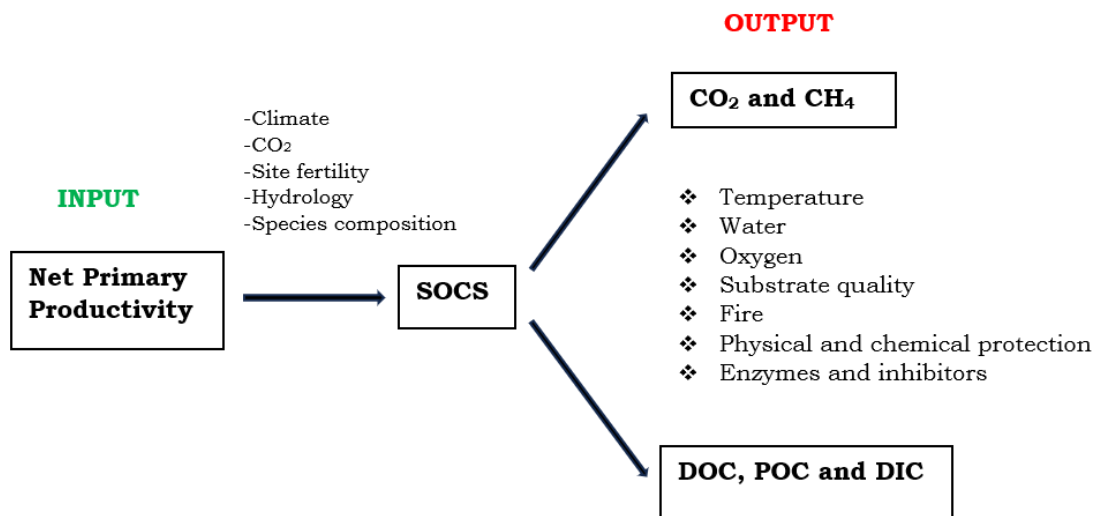 OUTPUT
CO₂ and CH₄
-Climate
-CO₂
-Site fertility
-Hydrology
-Species composition
INPUT
Net Primary
Productivity
SOCS
❖ Temperature
❖ Water
❖ Oxygen
❖ Substrate quality
❖ Fire
❖ Physical and chemical protection
❖ Enzymes and inhibitors
DOC, POC and DIC